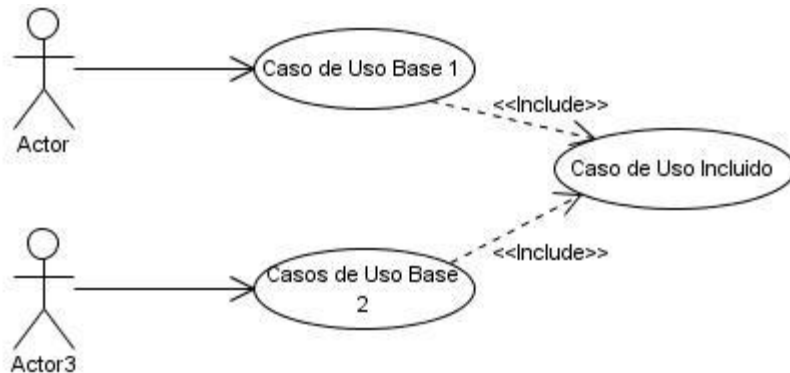 Caso de Uso Base 1
<<Include>>
Actor
Caso de Uso Incluido
<<Include>>
Casos de Uso Base
2
Actor3